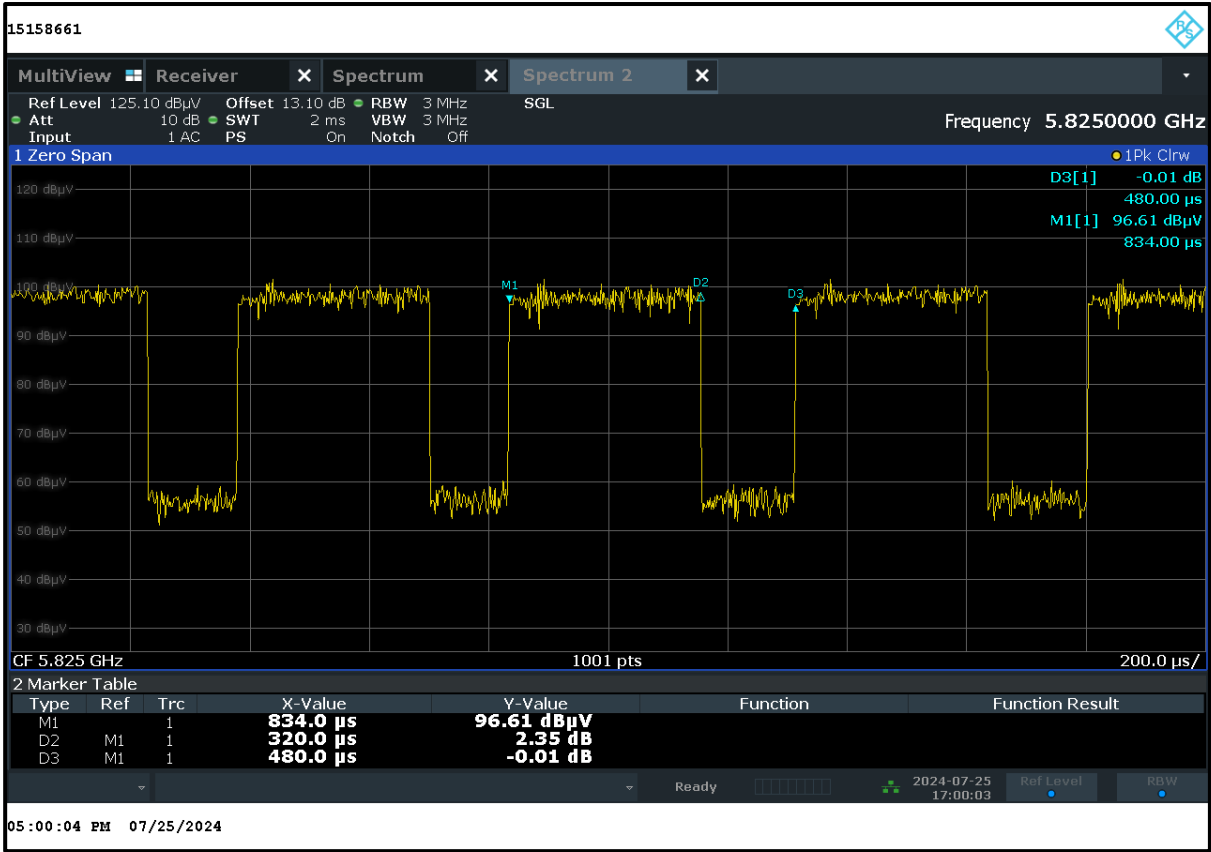 15158661
R&S
MultiView Receiver X Spectrum X Spectrum 2 X
Ref Level 125.10 dBµV Offset 13.10 dB RBW 3 MHz SGL
Att 10 dB SWT 2 ms VBW 3 MHz
Input 1 AC PS On Notch Off
Frequency 5.8250000 GHz
1 Zero Span 1Pk Clrw
D3[1] -0.01 dB
480.00 µs
M1[1] 96.61 dBµV
834.00 µs
120 dBµV
110 dBµV
100 dBµV
90 dBµV
80 dBµV
70 dBµV
60 dBµV
50 dBµV
40 dBµV
30 dBµV
M1
D2
D3
CF 5.825 GHz 1001 pts 200.0 µs/
2 Marker Table
Type Ref Trc X-Value Y-Value Function Function Result
M1 1 834.0 µs 96.61 dBµV
D2 M1 1 320.0 µs 2.35 dB
D3 M1 1 480.0 µs -0.01 dB
Ready 2024-07-25 Ref Level RBW
17:00:03
05:00:04 PM 07/25/2024